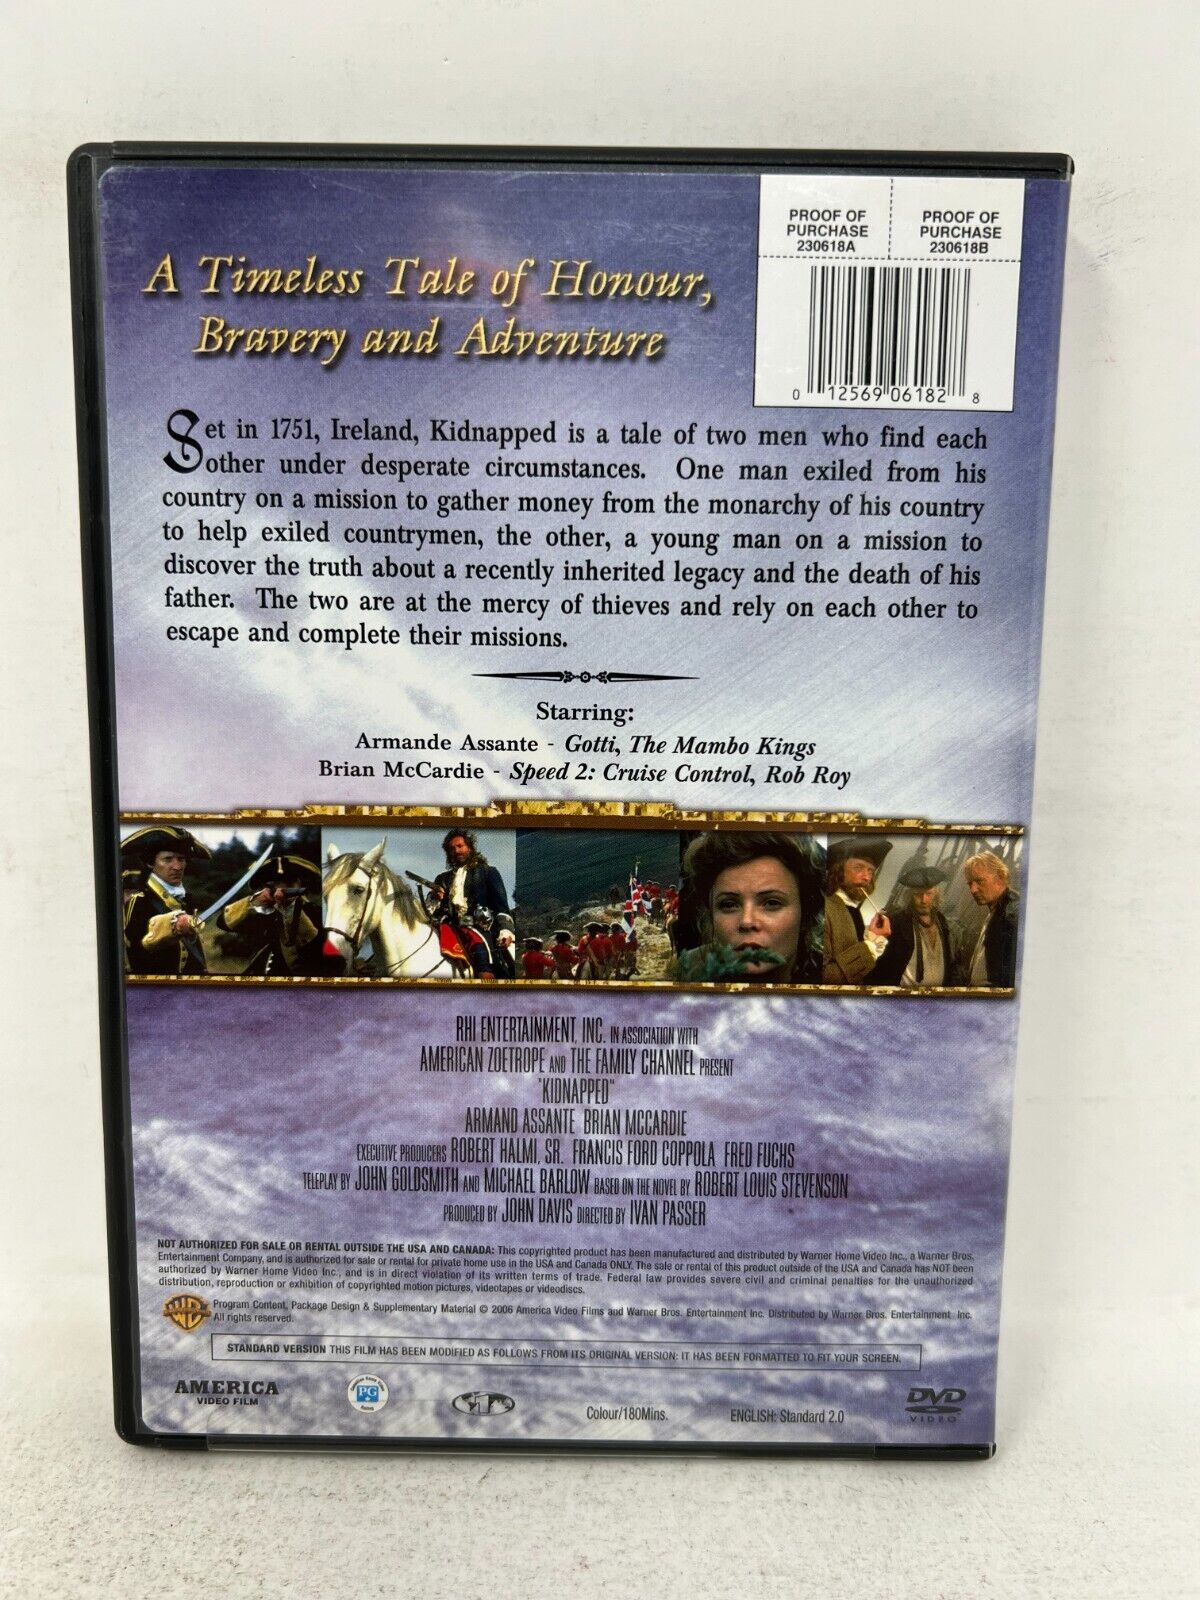 PROOF OF PURCHASE 230618A
PROOF OF PURCHASE 230618B
0 12569 06182 8
A Timeless Tale of Honour,
Bravery and Adventure
Set in 1751, Ireland, Kidnapped is a tale of two men who find each
other under desperate circumstances. One man exiled from his
country on a mission to gather money from the monarchy of his country
to help exiled countrymen, the other, a young man on a mission to
discover the truth about a recently inherited legacy and the death of his
father. The two are at the mercy of thieves and rely on each other to
escape and complete their missions.
Starring:
Armande Assante - Gotti, The Mambo Kings
Brian McCardie - Speed 2: Cruise Control, Rob Roy
RHI ENTERTAINMENT, INC. IN ASSOCIATION WITH
AMERICAN ZOETROPE AND THE FAMILY CHANNEL PRESENT
"KIDNAPPED"
ARMAND ASSANTE BRIAN MCCARDIE
EXECUTIVE PRODUCERS ROBERT HALMI, SR. FRANCIS FORD COPPOLA FRED FUCHS
TELEPLAY BY JOHN GOLDSMITH AND MICHAEL BARLOW BASED ON THE NOVEL BY ROBERT LOUIS STEVENSON
PRODUCED BY JOHN DAVIS DIRECTED BY IVAN PASSER
NOT AUTHORIZED FOR SALE OR RENTAL OUTSIDE THE USA AND CANADA: This copyrighted product has been manufactured and distributed by Warner Home Video Inc., a Warner Bros.
Entertainment Company, and is authorized for sale or rental for private home use in the USA and Canada ONLY. The sale or rental of this product outside of the USA and Canada has NOT been
authorized by Warner Home Video Inc., and is in direct violation of its written terms of trade. Federal law provides severe civil and criminal penalties for the unauthorized
distribution, reproduction or exhibition of copyrighted motion pictures, videotapes or videodiscs.
WB
Program Content, Package Design & Supplementary Material © 2006 America Video Films and Warner Bros. Entertainment Inc. Distributed by Warner Bros. Entertainment, Inc.
All rights reserved.
STANDARD VERSION THIS FILM HAS BEEN MODIFIED AS FOLLOWS FROM ITS ORIGINAL VERSION: IT HAS BEEN FORMATTED TO FIT YOUR SCREEN.
AMERICA
VIDEO FILM
PG
1
Colour/180Mins.
ENGLISH: Standard 2.0
DVD
VIDEO